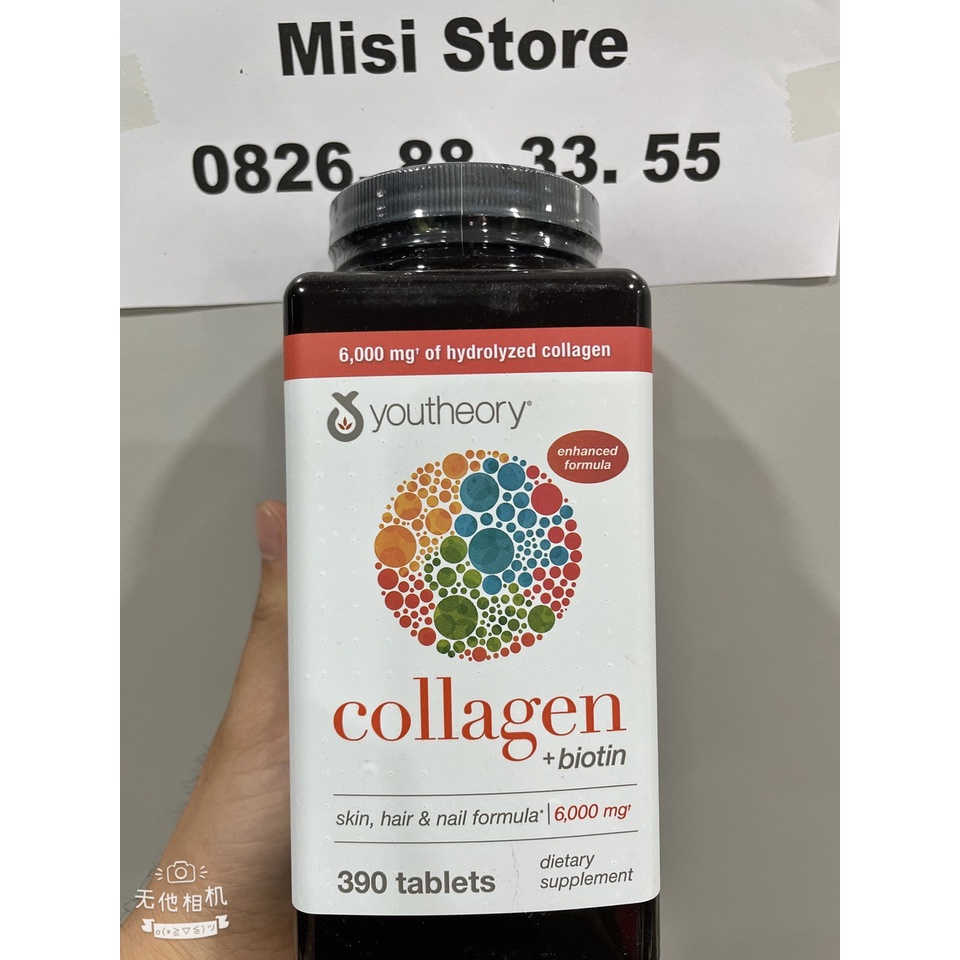 Misi Store
0826. 88. 33. 55
6,000 mg† of hydrolyzed collagen
youtheory®
enhanced
formula
collagen
+biotin
skin, hair & nail formula* | 6,000 mg†
390 tablets
dietary
supplement
无他相机
o(*≧▽≦)ツ